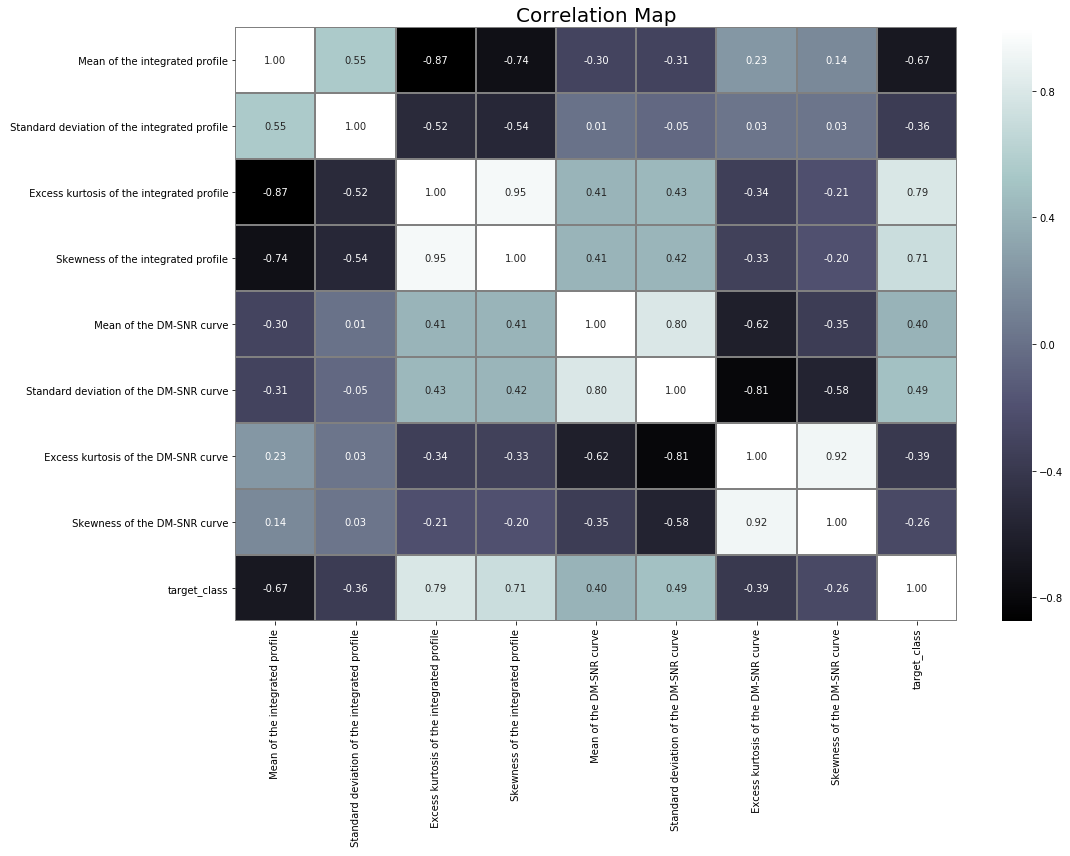 Correlation Map
Mean of the integrated profile 1.00 0.55 -0.87 -0.74 -0.30 -0.31 0.23 0.14 -0.67
Standard deviation of the integrated profile 0.55 1.00 -0.52 -0.54 0.01 -0.05 0.03 0.03 -0.36
Excess kurtosis of the integrated profile -0.87 -0.52 1.00 0.95 0.41 0.43 -0.34 -0.21 0.79
Skewness of the integrated profile -0.74 -0.54 0.95 1.00 0.41 0.42 -0.33 -0.20 0.71
Mean of the DM-SNR curve -0.30 0.01 0.41 0.41 1.00 0.80 -0.62 -0.35 0.40
Standard deviation of the DM-SNR curve -0.31 -0.05 0.43 0.42 0.80 1.00 -0.81 -0.58 0.49
Excess kurtosis of the DM-SNR curve 0.23 0.03 -0.34 -0.33 -0.62 -0.81 1.00 0.92 -0.39
Skewness of the DM-SNR curve 0.14 0.03 -0.21 -0.20 -0.35 -0.58 0.92 1.00 -0.26
target_class -0.67 -0.36 0.79 0.71 0.40 0.49 -0.39 -0.26 1.00
Mean of the integrated profile
Standard deviation of the integrated profile
Excess kurtosis of the integrated profile
Skewness of the integrated profile
Mean of the DM-SNR curve
Standard deviation of the DM-SNR curve
Excess kurtosis of the DM-SNR curve
Skewness of the DM-SNR curve
target_class
0.8
0.4
0.0
−0.4
−0.8